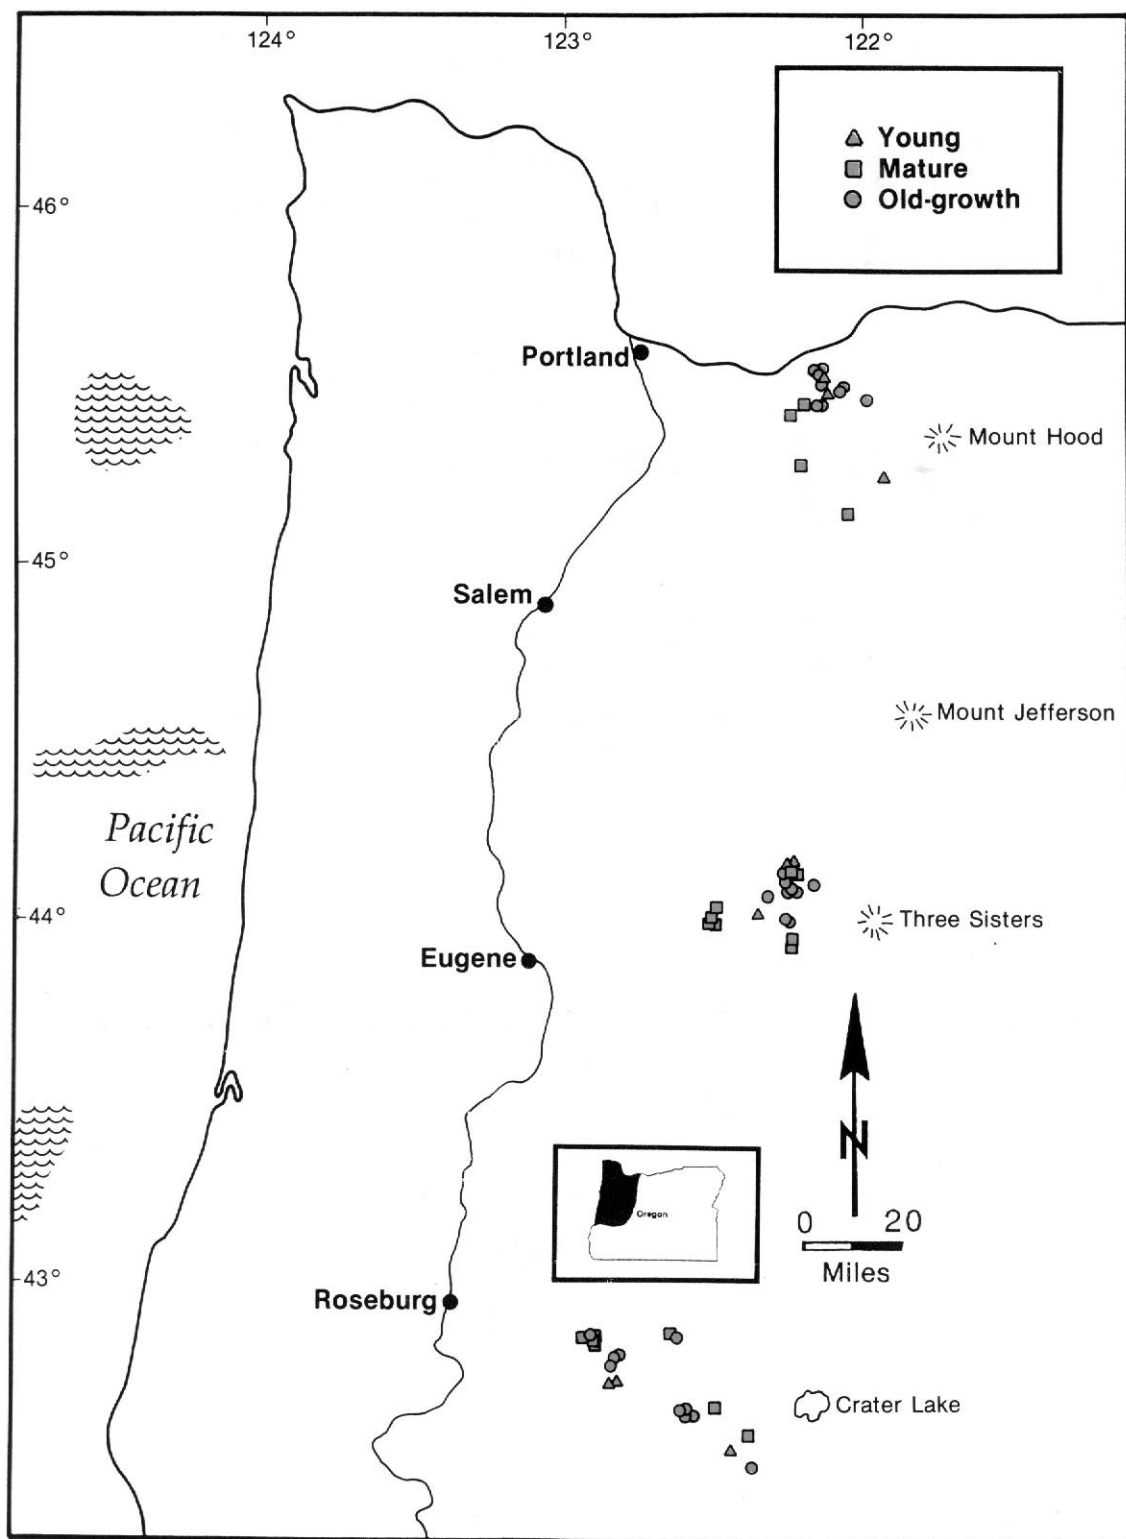 124°
123°
122°
Young
Mature
Old-growth
46°
Portland
Mount Hood
45°
Salem
Mount Jefferson
Pacific
Ocean
44°
Three Sisters
Eugene
N
Oregon
0 20
Miles
43°
Roseburg
Crater Lake